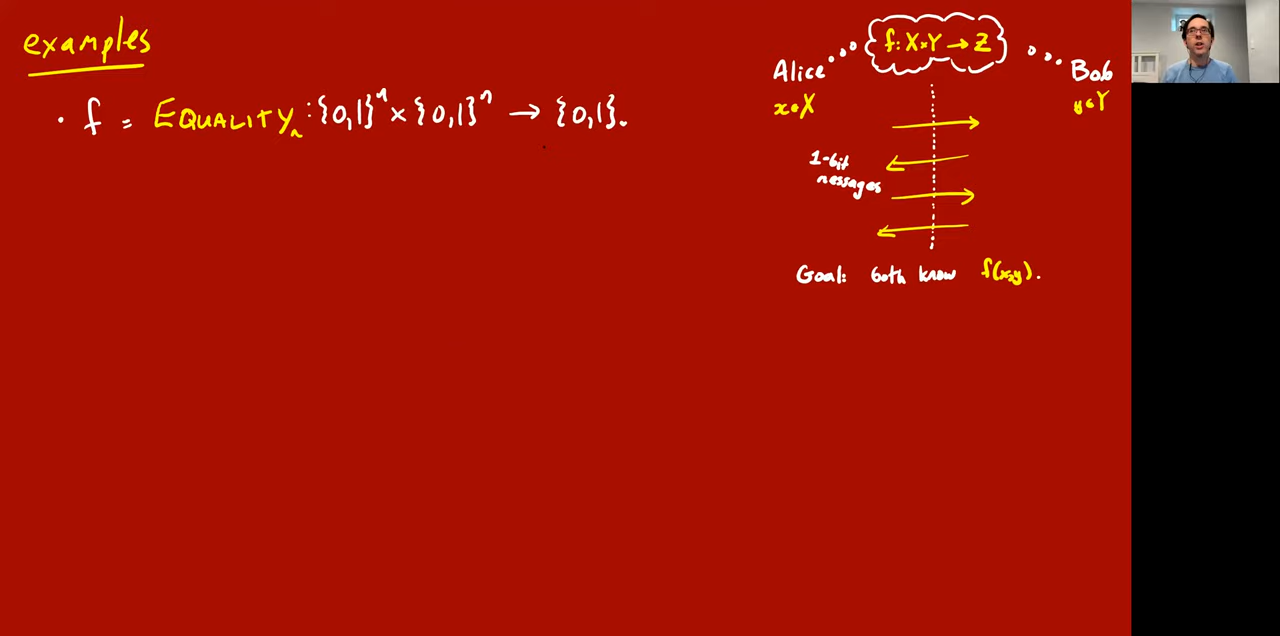 examples
• f = EQUALITYₙ : {0,1}ⁿ × {0,1}ⁿ → {0,1}.
f: X×Y → Z
Alice
Bob
x∈X
y∈Y
1-bit
messages
Goal: both know f(x,y).